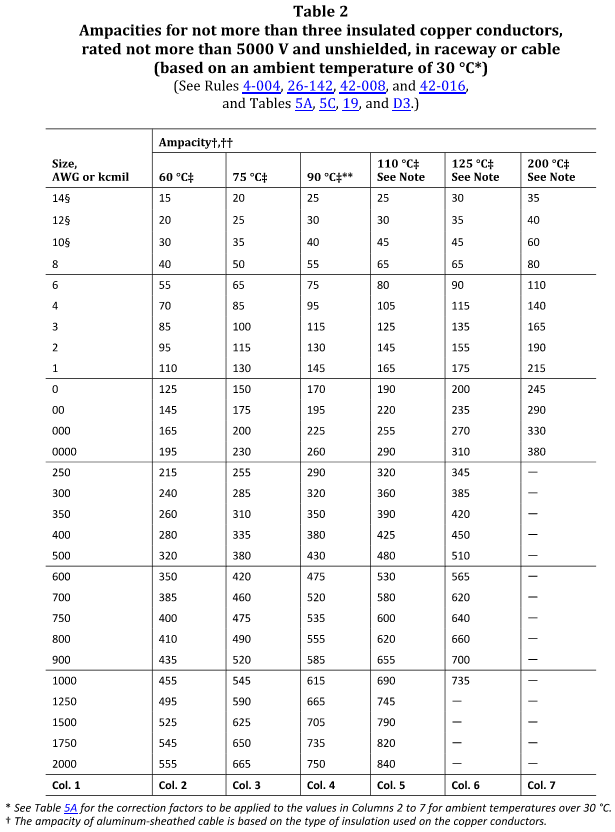 Table 2
Ampacities for not more than three insulated copper conductors,
rated not more than 5000 V and unshielded, in raceway or cable
(based on an ambient temperature of 30 °C*)
(See Rules 4-004, 26-142, 42-008, and 42-016,
and Tables 5A, 5C, 19, and D3.)
Ampacity†,††
Size, AWG or kcmil 60 °C‡ 75 °C‡ 90 °C‡** 110 °C‡ See Note 125 °C‡ See Note 200 °C‡ See Note
14§ 15 20 25 25 30 35
12§ 20 25 30 30 35 40
10§ 30 35 40 45 45 60
8 40 50 55 65 65 80
6 55 65 75 80 90 110
4 70 85 95 105 115 140
3 85 100 115 125 135 165
2 95 115 130 145 155 190
1 110 130 145 165 175 215
0 125 150 170 190 200 245
00 145 175 195 220 235 290
000 165 200 225 255 270 330
0000 195 230 260 290 310 380
250 215 255 290 320 345 —
300 240 285 320 360 385 —
350 260 310 350 390 420 —
400 280 335 380 425 450 —
500 320 380 430 480 510 —
600 350 420 475 530 565 —
700 385 460 520 580 620 —
750 400 475 535 600 640 —
800 410 490 555 620 660 —
900 435 520 585 655 700 —
1000 455 545 615 690 735 —
1250 495 590 665 745 — —
1500 525 625 705 790 — —
1750 545 650 735 820 — —
2000 555 665 750 840 — —
Col. 1 Col. 2 Col. 3 Col. 4 Col. 5 Col. 6 Col. 7
* See Table 5A for the correction factors to be applied to the values in Columns 2 to 7 for ambient temperatures over 30 °C.
† The ampacity of aluminum-sheathed cable is based on the type of insulation used on the copper conductors.